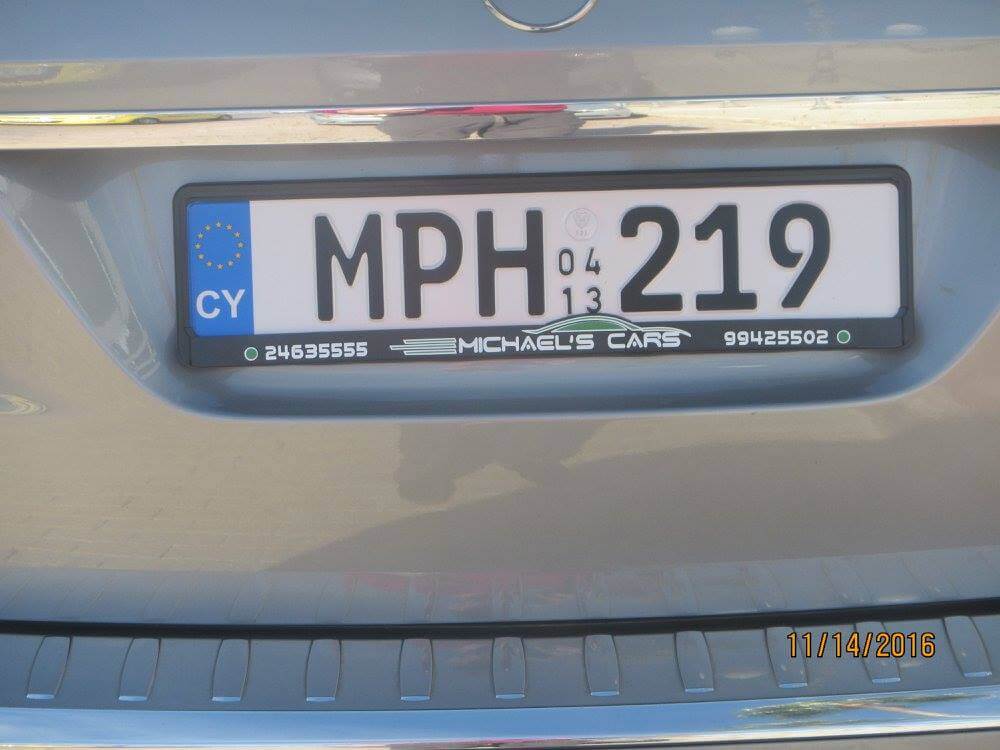 CY
MPH 04 13 219
24635555 MICHAEL'S CARS 99425502
11/14/2016